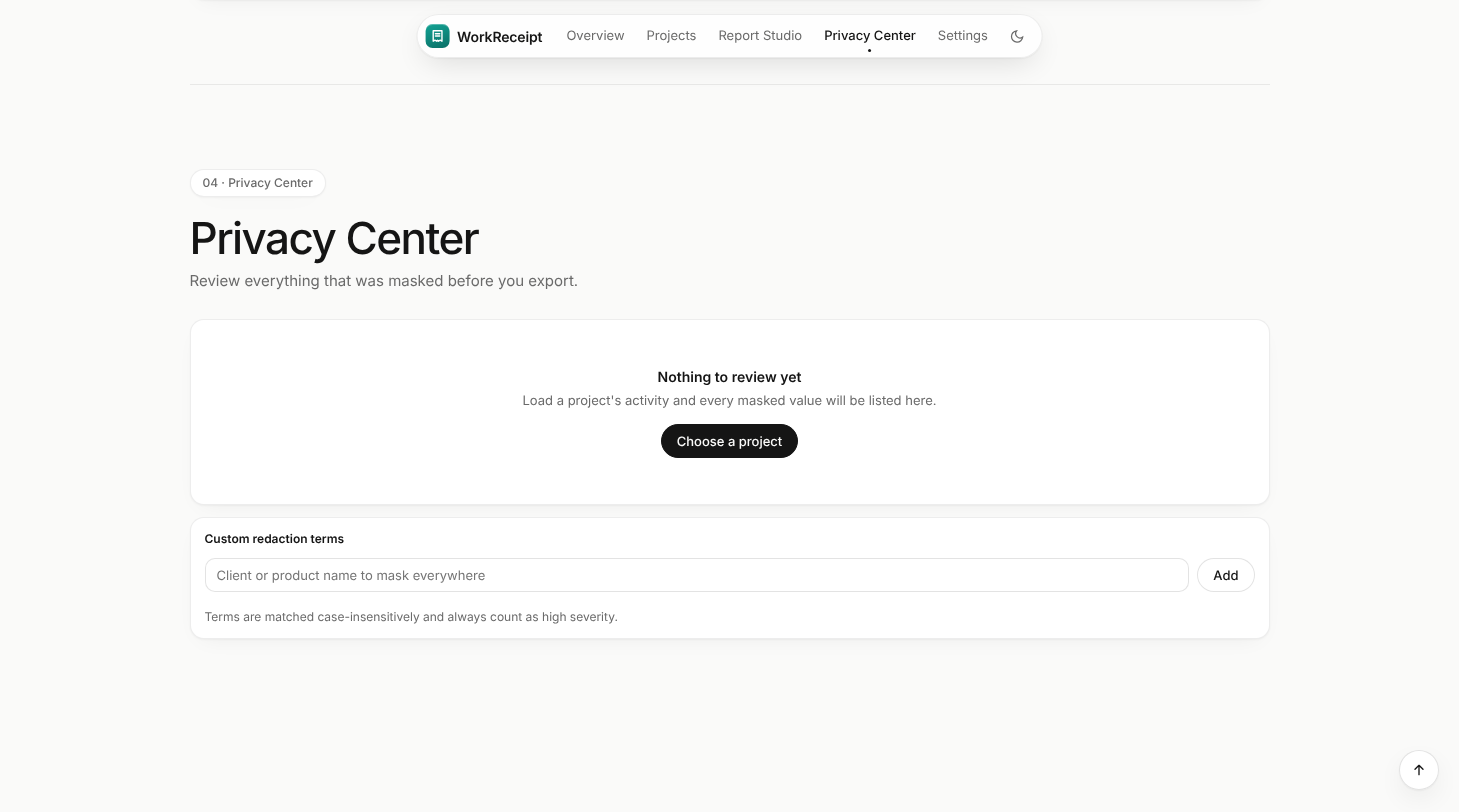 WorkReceipt
Overview
Projects
Report Studio
Privacy Center
Settings
04 · Privacy Center
Privacy Center
Review everything that was masked before you export.
Nothing to review yet
Load a project's activity and every masked value will be listed here.
Choose a project
Custom redaction terms
Client or product name to mask everywhere
Add
Terms are matched case-insensitively and always count as high severity.